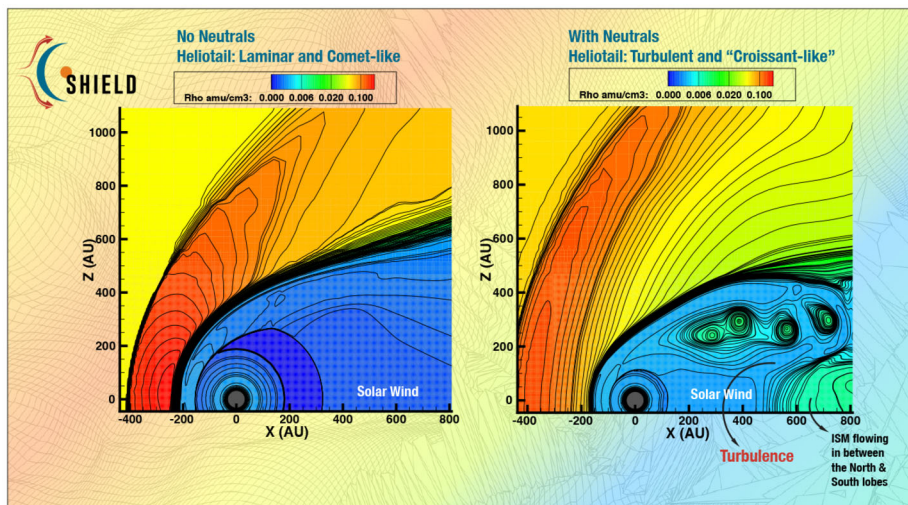 SHIELD
No Neutrals
Heliotail: Laminar and Comet-like
Rho amu/cm3: 0.000 0.006 0.020 0.100
1000
800
600
400
200
0
Z (AU)
-400 -200 0 200 400 600 800
X (AU)
Solar Wind
With Neutrals
Heliotail: Turbulent and “Croissant-like”
Rho amu/cm3: 0.000 0.006 0.020 0.100
1000
800
600
400
200
0
Z (AU)
-400 -200 0 200 400 600 800
X (AU)
Solar Wind
Turbulence
ISM flowing
in between
the North &
South lobes